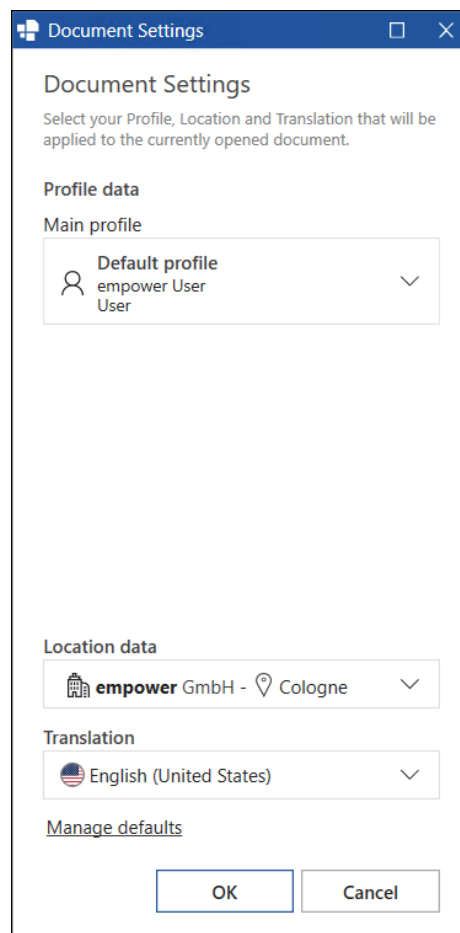 Document Settings
Document Settings
Select your Profile, Location and Translation that will be
applied to the currently opened document.
Profile data
Main profile
Default profile
empower User
User
Location data
empower GmbH - Cologne
Translation
English (United States)
Manage defaults
OK Cancel